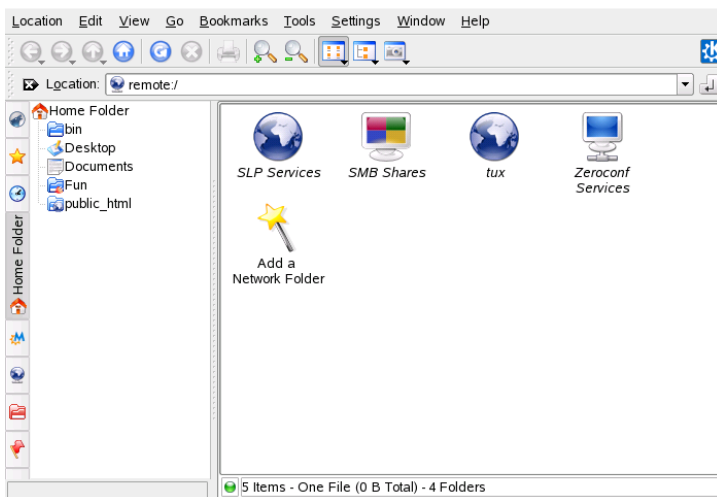 Location Edit View Go Bookmarks Tools Settings Window Help
Location: remote:/
Home Folder
bin
Desktop
Documents
Fun
public_html
Home Folder
SLP Services
SMB Shares
tux
Zeroconf
Services
Add a
Network Folder
5 Items - One File (0 B Total) - 4 Folders